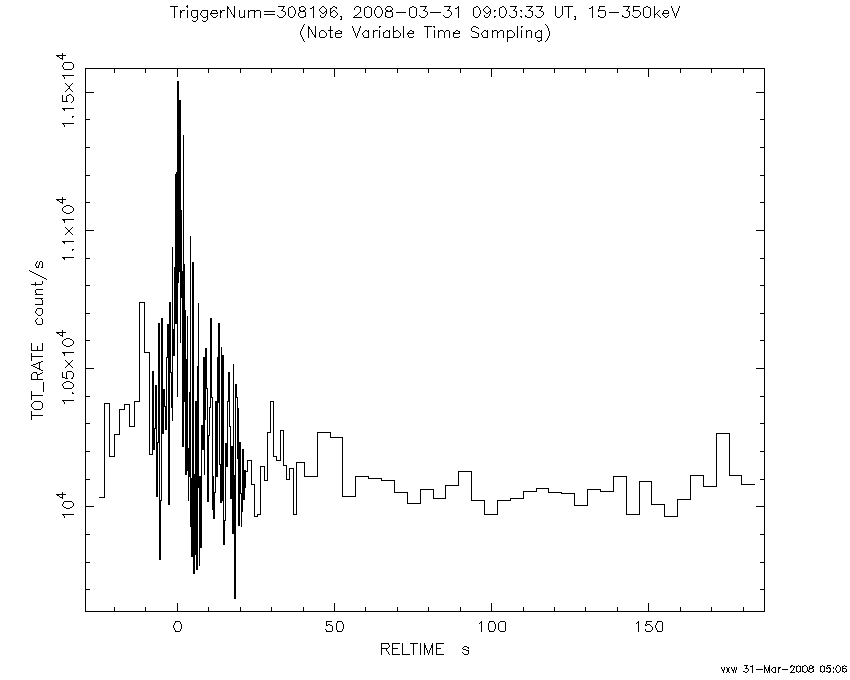 TriggerNum=308196, 2008-03-31 09:03:33 UT, 15-350keV
(Note Variable Time Sampling)
1.15×10⁴
1.1×10⁴
1.05×10⁴
10⁴
TOT_RATE count/s
0 50 100 150
RELTIME s
vxw 31-Mar-2008 05:06